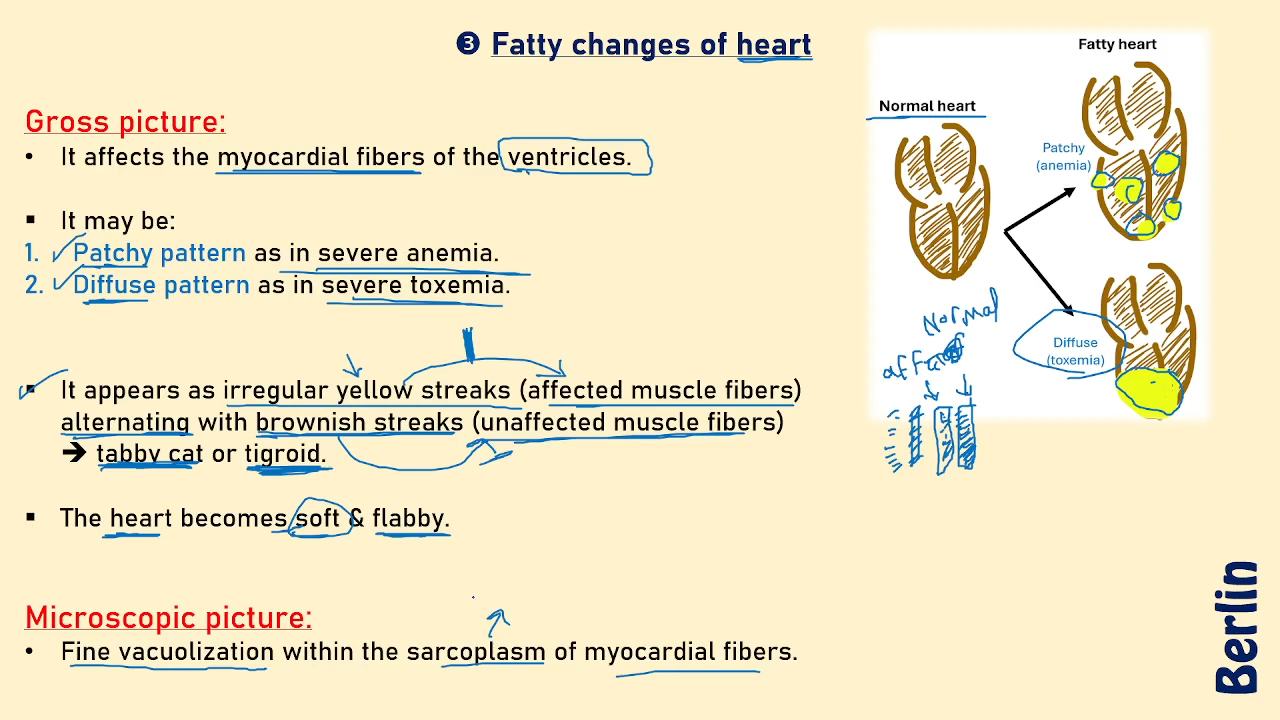 ❸ Fatty changes of heart
Gross picture:
• It affects the myocardial fibers of the ventricles.
▪ It may be:
1. Patchy pattern as in severe anemia.
2. Diffuse pattern as in severe toxemia.
▪ It appears as irregular yellow streaks (affected muscle fibers)
alternating with brownish streaks (unaffected muscle fibers)
➔ tabby cat or tigroid.
▪ The heart becomes soft & flabby.
Microscopic picture:
• Fine vacuolization within the sarcoplasm of myocardial fibers.
Fatty heart
Normal heart
Patchy
(anemia)
Diffuse
(toxemia)
Normal
Berlin